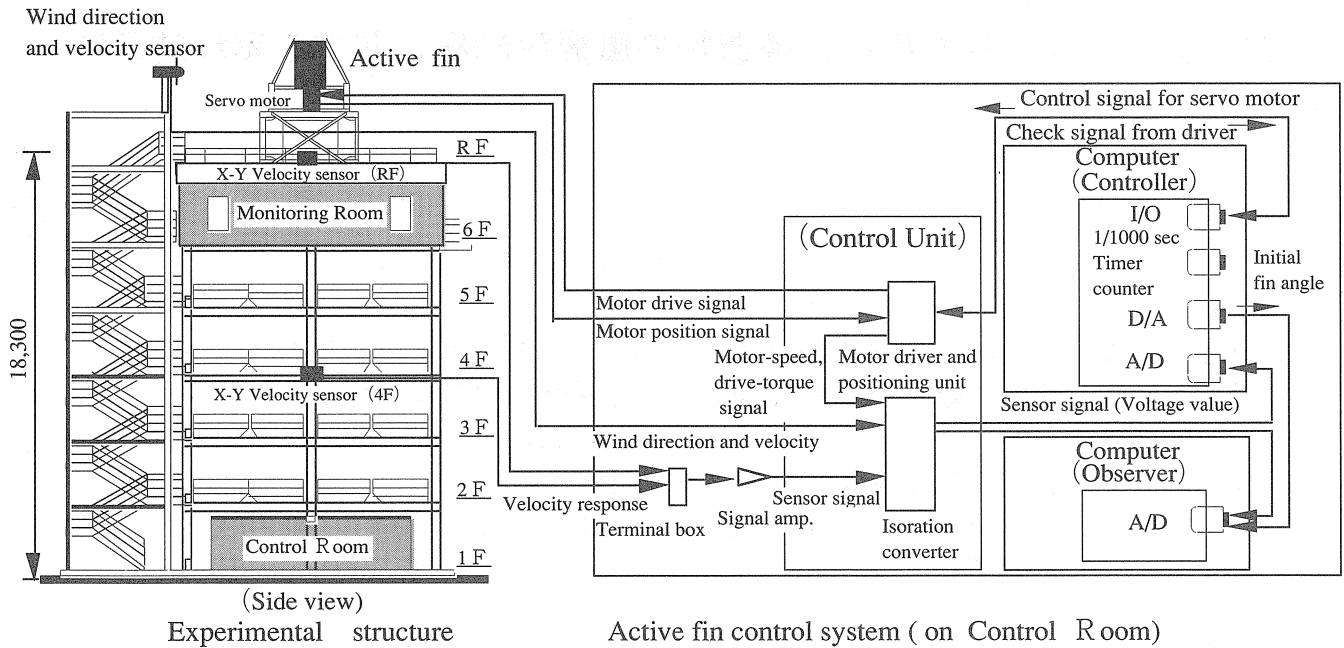 Wind direction
and velocity sensor
Active fin
Servo motor
R F
X-Y Velocity sensor (RF)
Monitoring Room
6 F
5 F
4 F
X-Y Velocity sensor (4F)
3 F
2 F
Control Room
1 F
18,300
(Side view)
Experimental structure
Control signal for servo motor
Check signal from driver
Computer
(Controller)
I/O
1/1000 sec
Timer
counter
D/A
A/D
Initial
fin angle
(Control Unit)
Motor drive signal
Motor position signal
Motor-speed,
drive-torque
signal
Motor driver and
positioning unit
Sensor signal (Voltage value)
Wind direction and velocity
Velocity response
Terminal box
Signal amp.
Sensor signal
Isoration
converter
Computer
(Observer)
A/D
Active fin control system ( on Control Room)